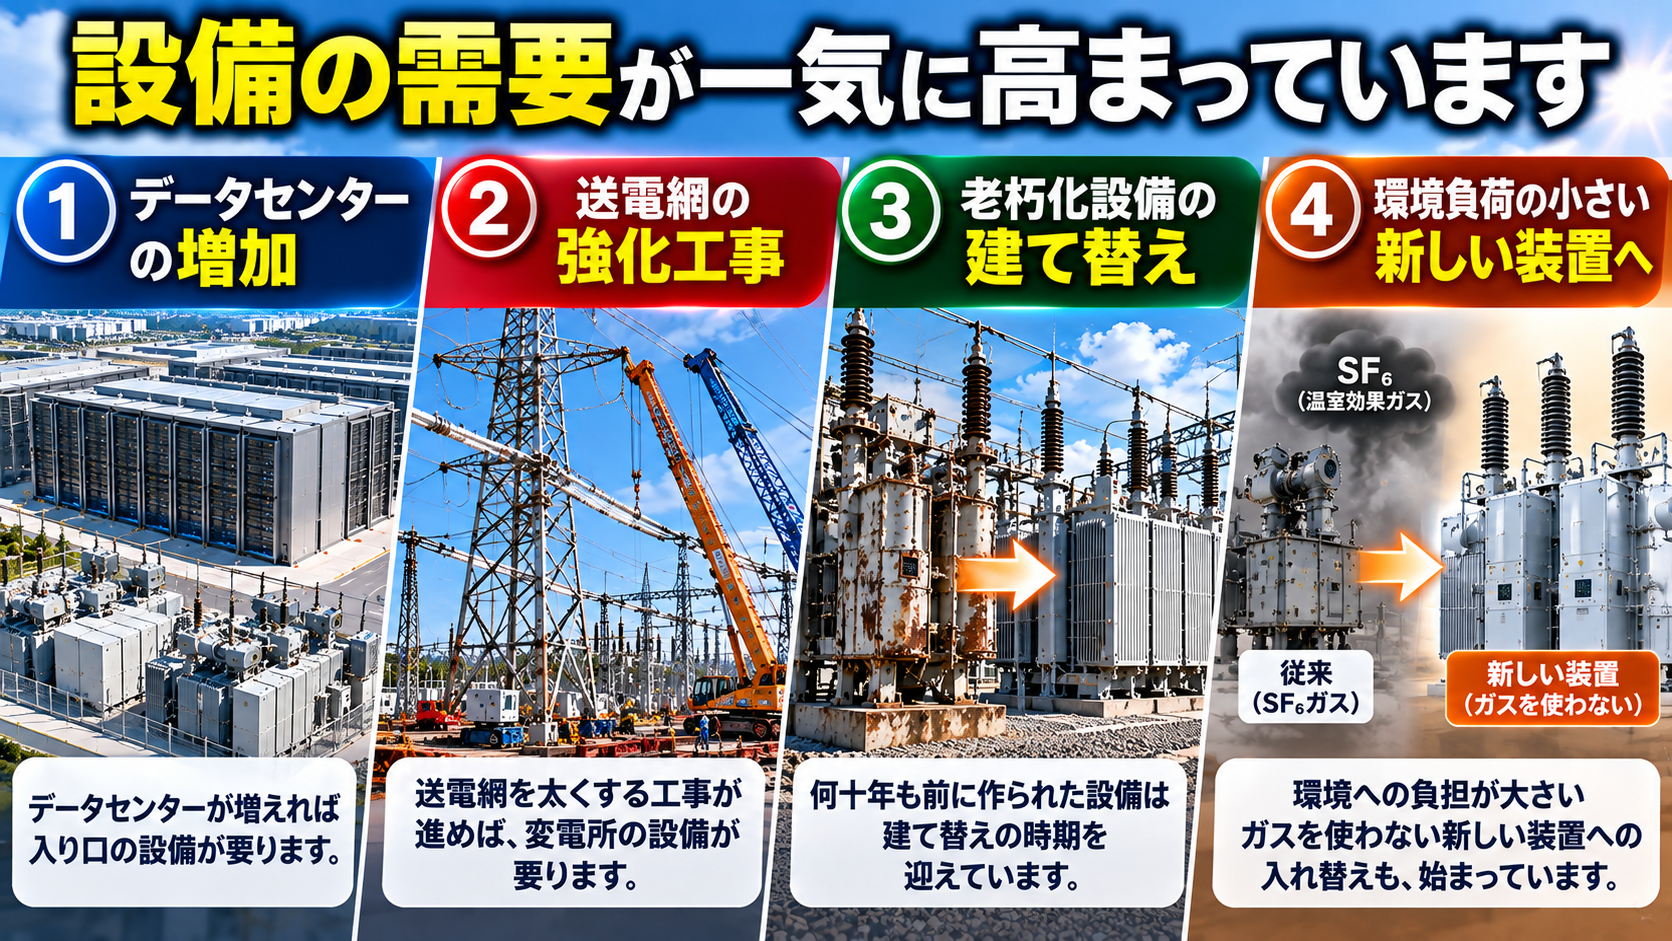 設備の需要が一気に高まっています
1
データセンター
の増加
2
送電網の
強化工事
3
老朽化設備の
建て替え
4
環境負荷の小さい
新しい装置へ
SF₆
(温室効果ガス)
従来
(SF₆ガス)
新しい装置
(ガスを使わない)
データセンターが増えれば
入り口の設備が要ります。
送電網を太くする工事が
進めば、変電所の設備が
要ります。
何十年も前に作られた設備は
建て替えの時期を
迎えています。
環境への負担が大さい
ガスを使わない新しい装置への
入れ替えも、始まっています。